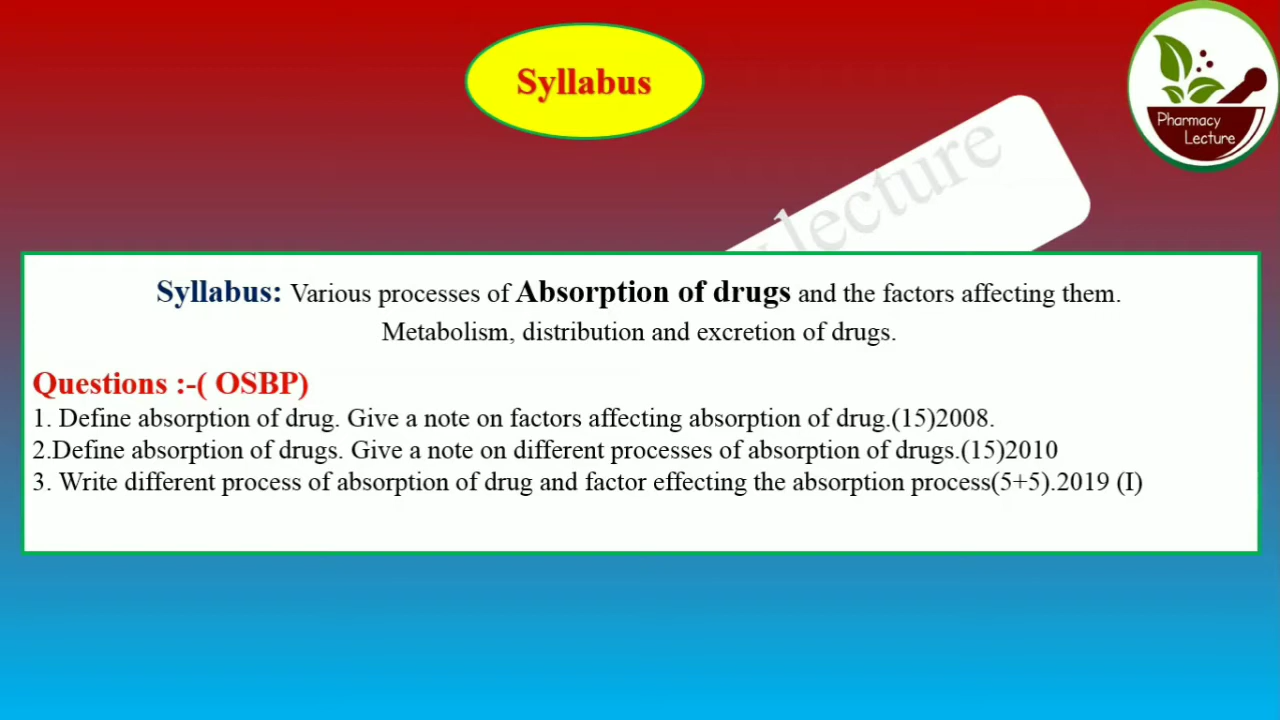 Syllabus
Pharmacy
Lecture
lecture
Syllabus: Various processes of Absorption of drugs and the factors affecting them.
Metabolism, distribution and excretion of drugs.
Questions :-( OSBP)
1. Define absorption of drug. Give a note on factors affecting absorption of drug.(15)2008.
2.Define absorption of drugs. Give a note on different processes of absorption of drugs.(15)2010
3. Write different process of absorption of drug and factor effecting the absorption process(5+5).2019 (I)